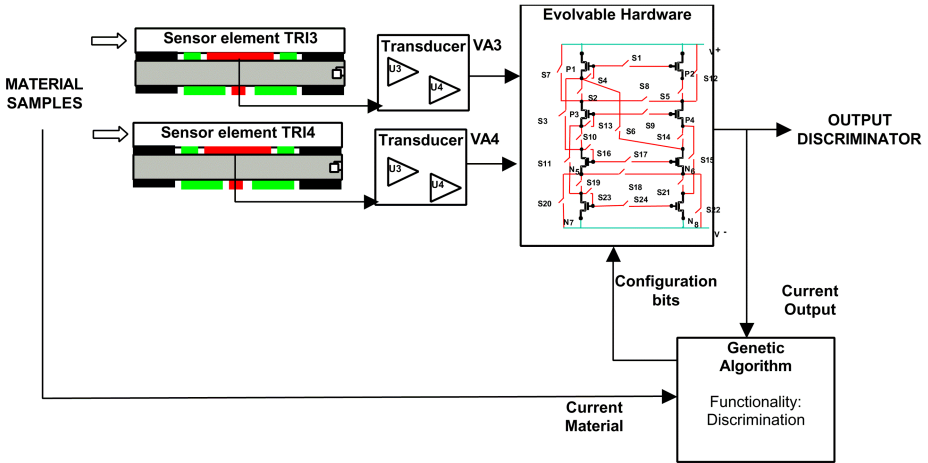 Evolvable Hardware
Sensor element TRI3
Transducer VA3
U3
U4
MATERIAL
SAMPLES
Sensor element TRI4
Transducer VA4
U3
U4
V +
P1
S1
P2
S12
S7
S4
S8
S2
S5
S3
P3
S13
S6
S9
P4
S10
S14
S16
S17
S15
S11
N5
N6
S19
S18
S21
S20
S23
S24
S22
N7
N8
V -
OUTPUT
DISCRIMINATOR
Configuration
bits
Current
Output
Genetic
Algorithm
Functionality:
Discrimination
Current
Material